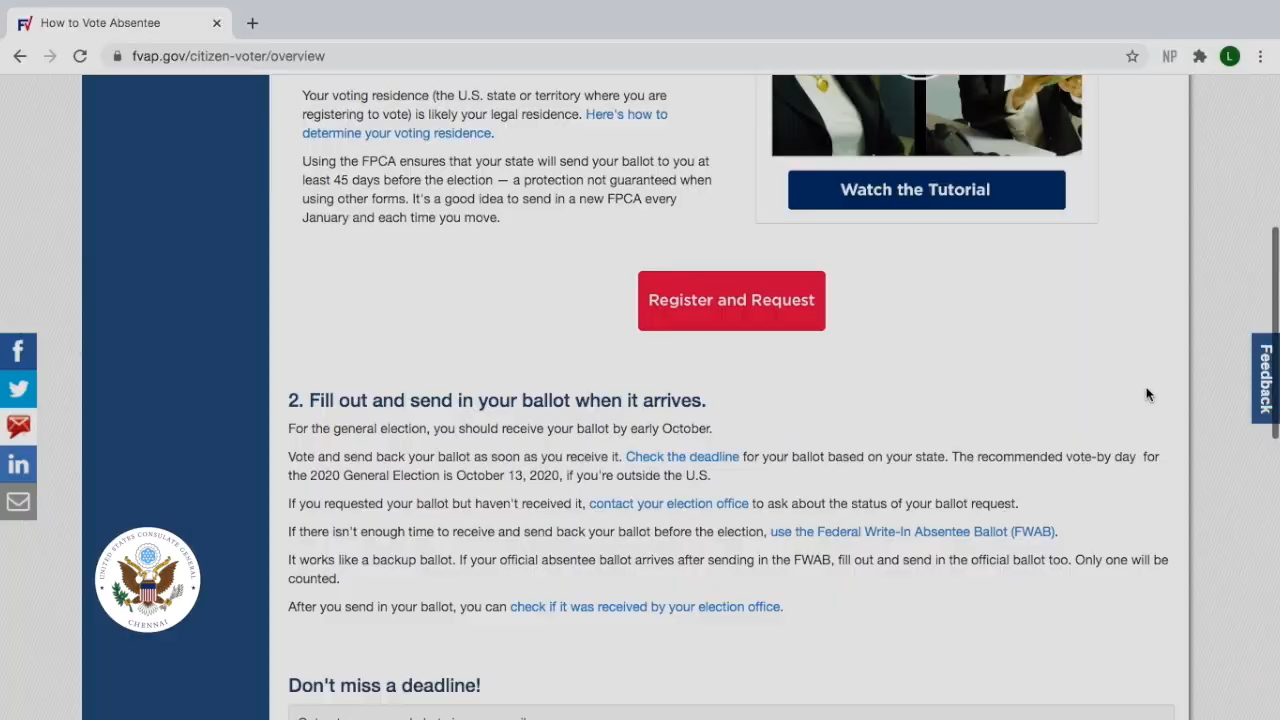 How to Vote Absentee
fvap.gov/citizen-voter/overview
NP
L
Your voting residence (the U.S. state or territory where you are
registering to vote) is likely your legal residence. Here's how to
determine your voting residence.
Using the FPCA ensures that your state will send your ballot to you at
least 45 days before the election — a protection not guaranteed when
using other forms. It's a good idea to send in a new FPCA every
January and each time you move.
Watch the Tutorial
Register and Request
Feedback
2. Fill out and send in your ballot when it arrives.
For the general election, you should receive your ballot by early October.
Vote and send back your ballot as soon as you receive it. Check the deadline for your ballot based on your state. The recommended vote-by day for
the 2020 General Election is October 13, 2020, if you're outside the U.S.
If you requested your ballot but haven't received it, contact your election office to ask about the status of your ballot request.
If there isn't enough time to receive and send back your ballot before the election, use the Federal Write-In Absentee Ballot (FWAB).
It works like a backup ballot. If your official absentee ballot arrives after sending in the FWAB, fill out and send in the official ballot too. Only one will be
counted.
After you send in your ballot, you can check if it was received by your election office.
UNITED STATES CONSULATE GENERAL
CHENNAI
Don't miss a deadline!